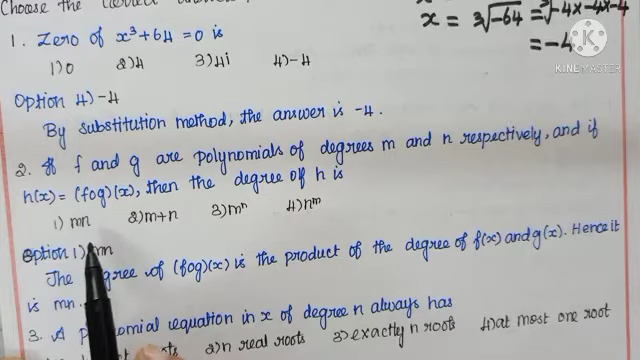 Choose the correct
x = ∛-64 = ∛-4x-4x-4
= -4
KINEMASTER
1. Zero of x³+64 = 0 is
1) 0 2) 4 3) 4i 4) -4
Option 4) -4
By substitution method, the answer is -4.
2. If f and g are polynomials of degrees m and n respectively, and if
h(x) = (fog)(x), then the degree of h is
1) mn 2) m+n 3) mⁿ 4) nᵐ
Option 1) mn
The degree of (fog)(x) is the product of the degree of f(x) and g(x). Hence it
is mn.
3. A polynomial equation in x of degree n always has
2) n real roots 3) exactly n roots 4) at most one root